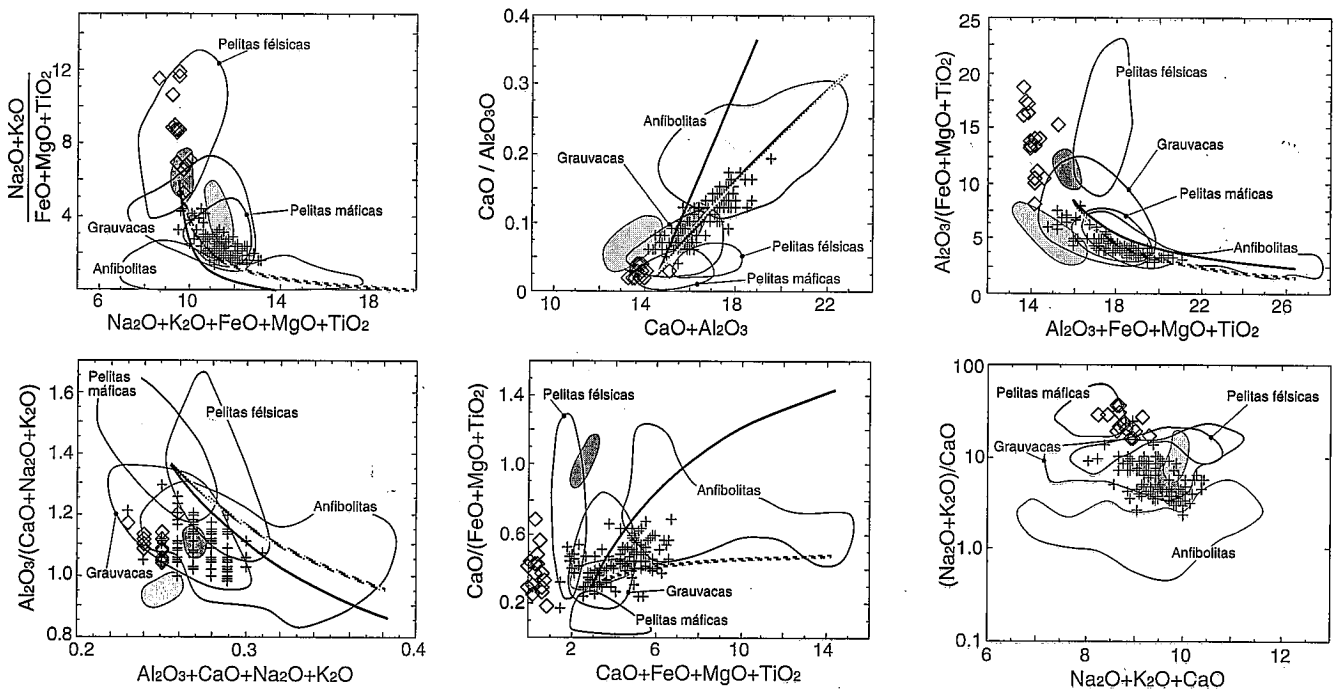 Na2O+K2O
FeO+MgO+TiO2
12
8
4
Pelitas félsicas
Pelitas máficas
Grauvacas
Anfibolitas
6
10
14
18
Na2O+K2O+FeO+MgO+TiO2
CaO / Al2O3O
0.4
0.3
0.2
0.1
0
Anfibolitas
Grauvacas
Pelitas félsicas
Pelitas máficas
10
12
14
16
18
22
CaO+Al2O3
Al2O3/(FeO+MgO+TiO2)
25
20
15
10
5
0
Pelitas félsicas
Grauvacas
Pelitas máficas
Anfibolitas
14
18
22
26
Al2O3+FeO+MgO+TiO2
Al2O3/(CaO+Na2O+K2O)
1.6
1.4
1.2
1.0
0.8
Pelitas
máficas
Pelitas félsicas
Anfibolitas
Grauvacas
0.2
0.3
0.4
Al2O3+CaO+Na2O+K2O
CaO/(FeO+MgO+TiO2)
1.4
1.0
0.6
0.2
Pelitas félsicas
Anfibolitas
Grauvacas
Pelitas máficas
2
6
10
14
CaO+FeO+MgO+TiO2
(Na2O+K2O)/CaO
100
10
1.0
0.1
Pelitas máficas
Pelitas félsicas
Grauvacas
Anfibolitas
6
8
10
12
Na2O+K2O+CaO